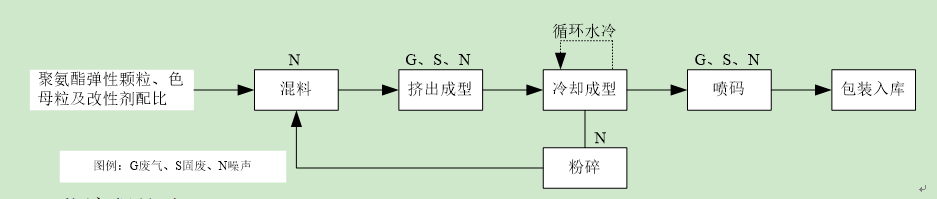 循环水冷
N
G、S、N
G、S、N
聚氨酯弹性颗粒、色
母粒及改性剂配比
混料
挤出成型
冷却成型
喷码
包装入库
N
粉碎
图例：G废气、S固废、N噪声